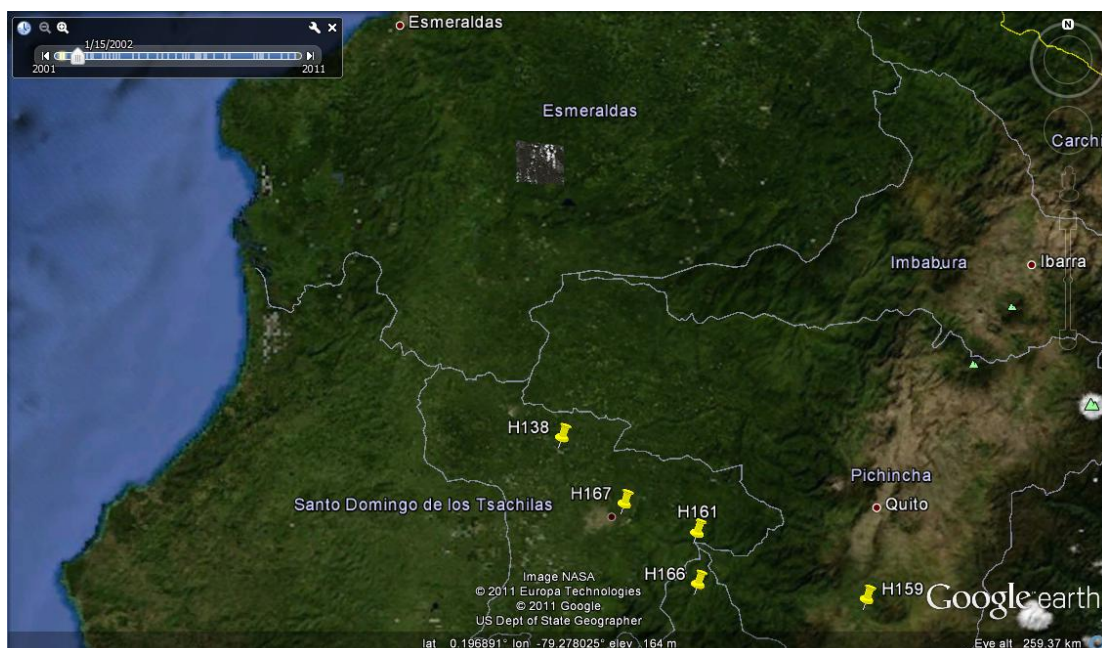 Esmeraldas
1/15/2002
2001
2011
N
Esmeraldas
Carchi
Imbabura
Ibarra
H138
Pichincha
H167
Santo Domingo de los Tsachilas
Quito
H161
H166
H159
Image NASA
© 2011 Europa Technologies
© 2011 Google
US Dept of State Geographer
Google earth
lat 0.196891° lon -79.278025° elev 164 m
Eye alt 259.37 km